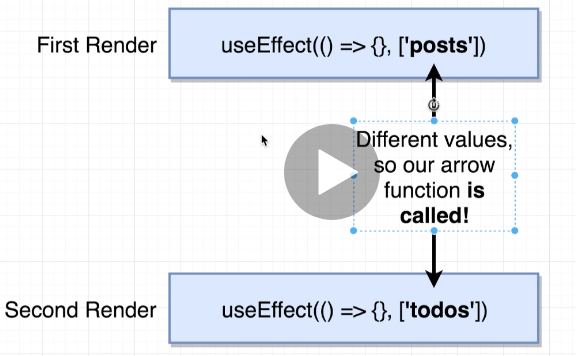 First Render
useEffect(() => {}, ['posts'])
Different values,
so our arrow
function is
called!
Second Render
useEffect(() => {}, ['todos'])